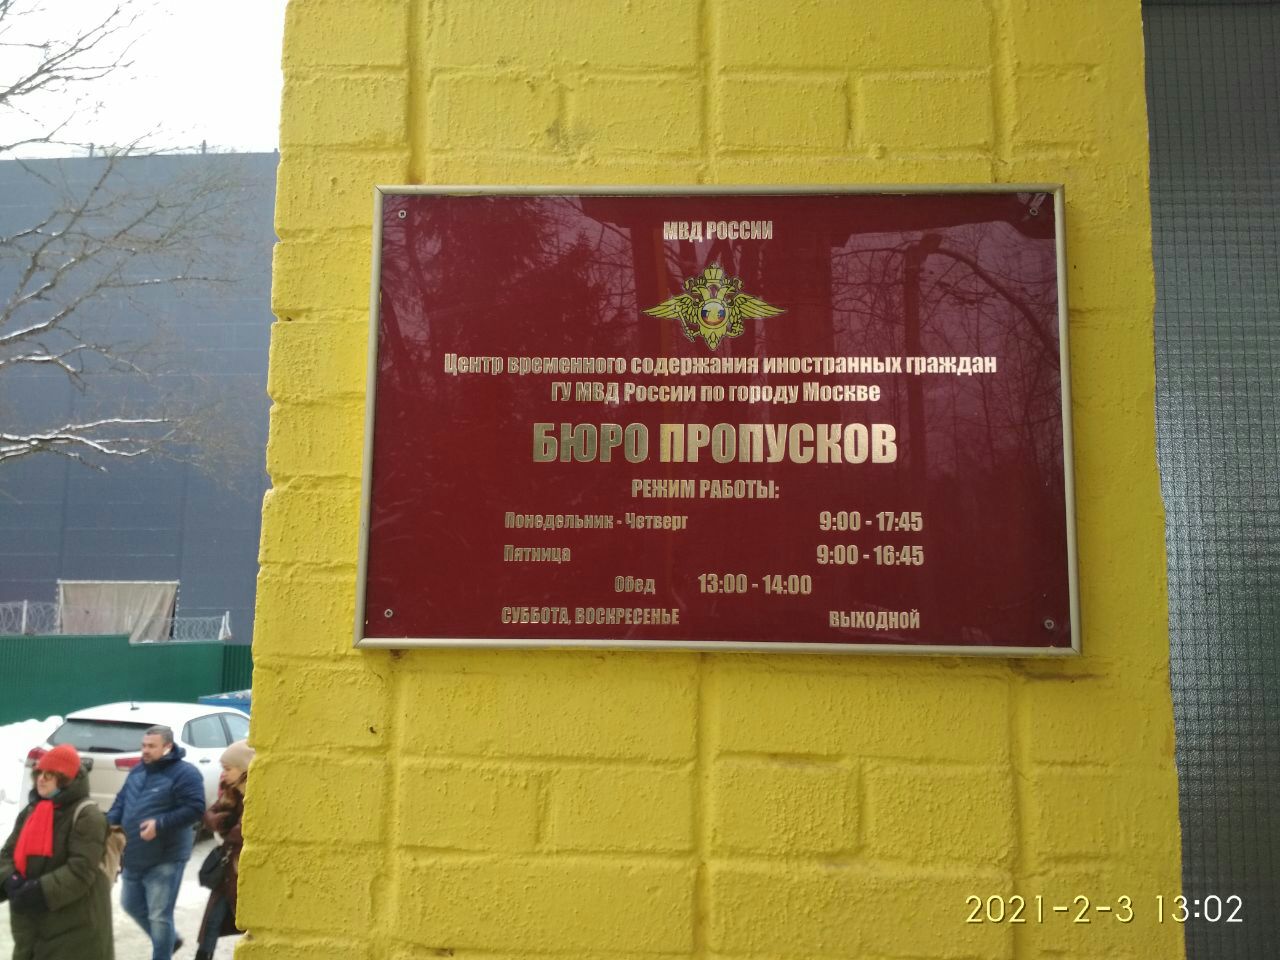 МВД РОССИИ
Центр временного содержания иностранных граждан
ГУ МВД России по городу Москве
БЮРО ПРОПУСКОВ
РЕЖИМ РАБОТЫ:
Понедельник - Четверг 9:00 - 17:45
Пятница 9:00 - 16:45
Обед 13:00 - 14:00
СУББОТА, ВОСКРЕСЕНЬЕ ВЫХОДНОЙ
2021-2-3 13:02